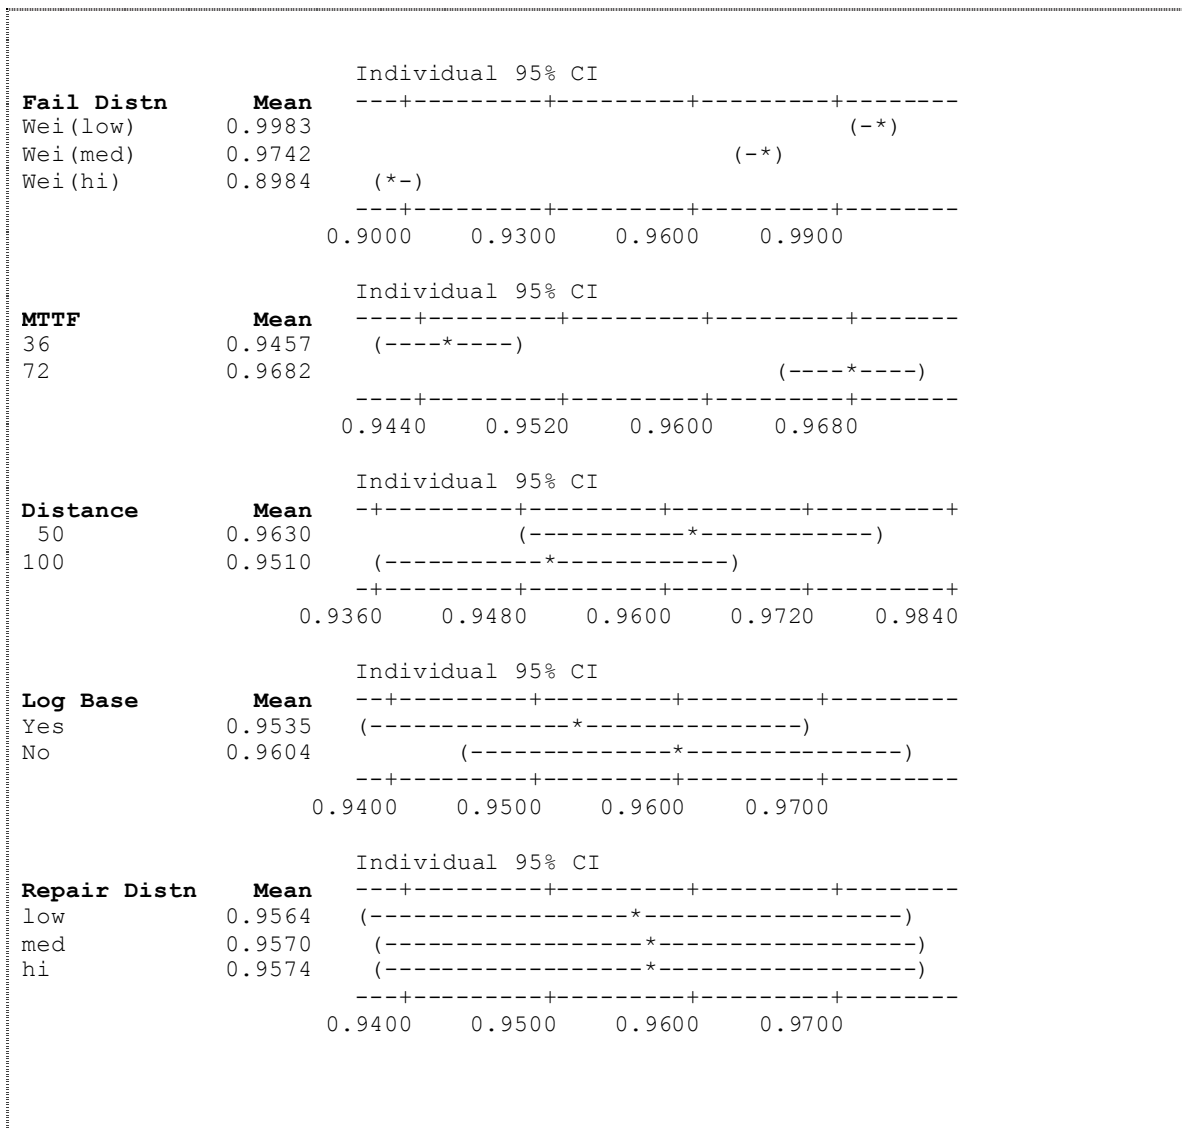 Individual 95% CI
Fail Distn Mean ---+---------+---------+---------+--------
Wei(low) 0.9983 (-*)
Wei(med) 0.9742 (-*)
Wei(hi) 0.8984 (*-)
---+---------+---------+---------+--------
0.9000 0.9300 0.9600 0.9900
Individual 95% CI
MTTF Mean ----+---------+---------+---------+-------
36 0.9457 (----*----)
72 0.9682 (----*----)
----+---------+---------+---------+-------
0.9440 0.9520 0.9600 0.9680
Individual 95% CI
Distance Mean -+---------+---------+---------+---------+
50 0.9630 (-----------*------------)
100 0.9510 (-----------*------------)
-+---------+---------+---------+---------+
0.9360 0.9480 0.9600 0.9720 0.9840
Individual 95% CI
Log Base Mean --+---------+---------+---------+---------
Yes 0.9535 (--------------*---------------)
No 0.9604 (--------------*---------------)
--+---------+---------+---------+---------
0.9400 0.9500 0.9600 0.9700
Individual 95% CI
Repair Distn Mean ---+---------+---------+---------+--------
low 0.9564 (------------------*------------------)
med 0.9570 (------------------*------------------)
hi 0.9574 (------------------*------------------)
---+---------+---------+---------+--------
0.9400 0.9500 0.9600 0.9700